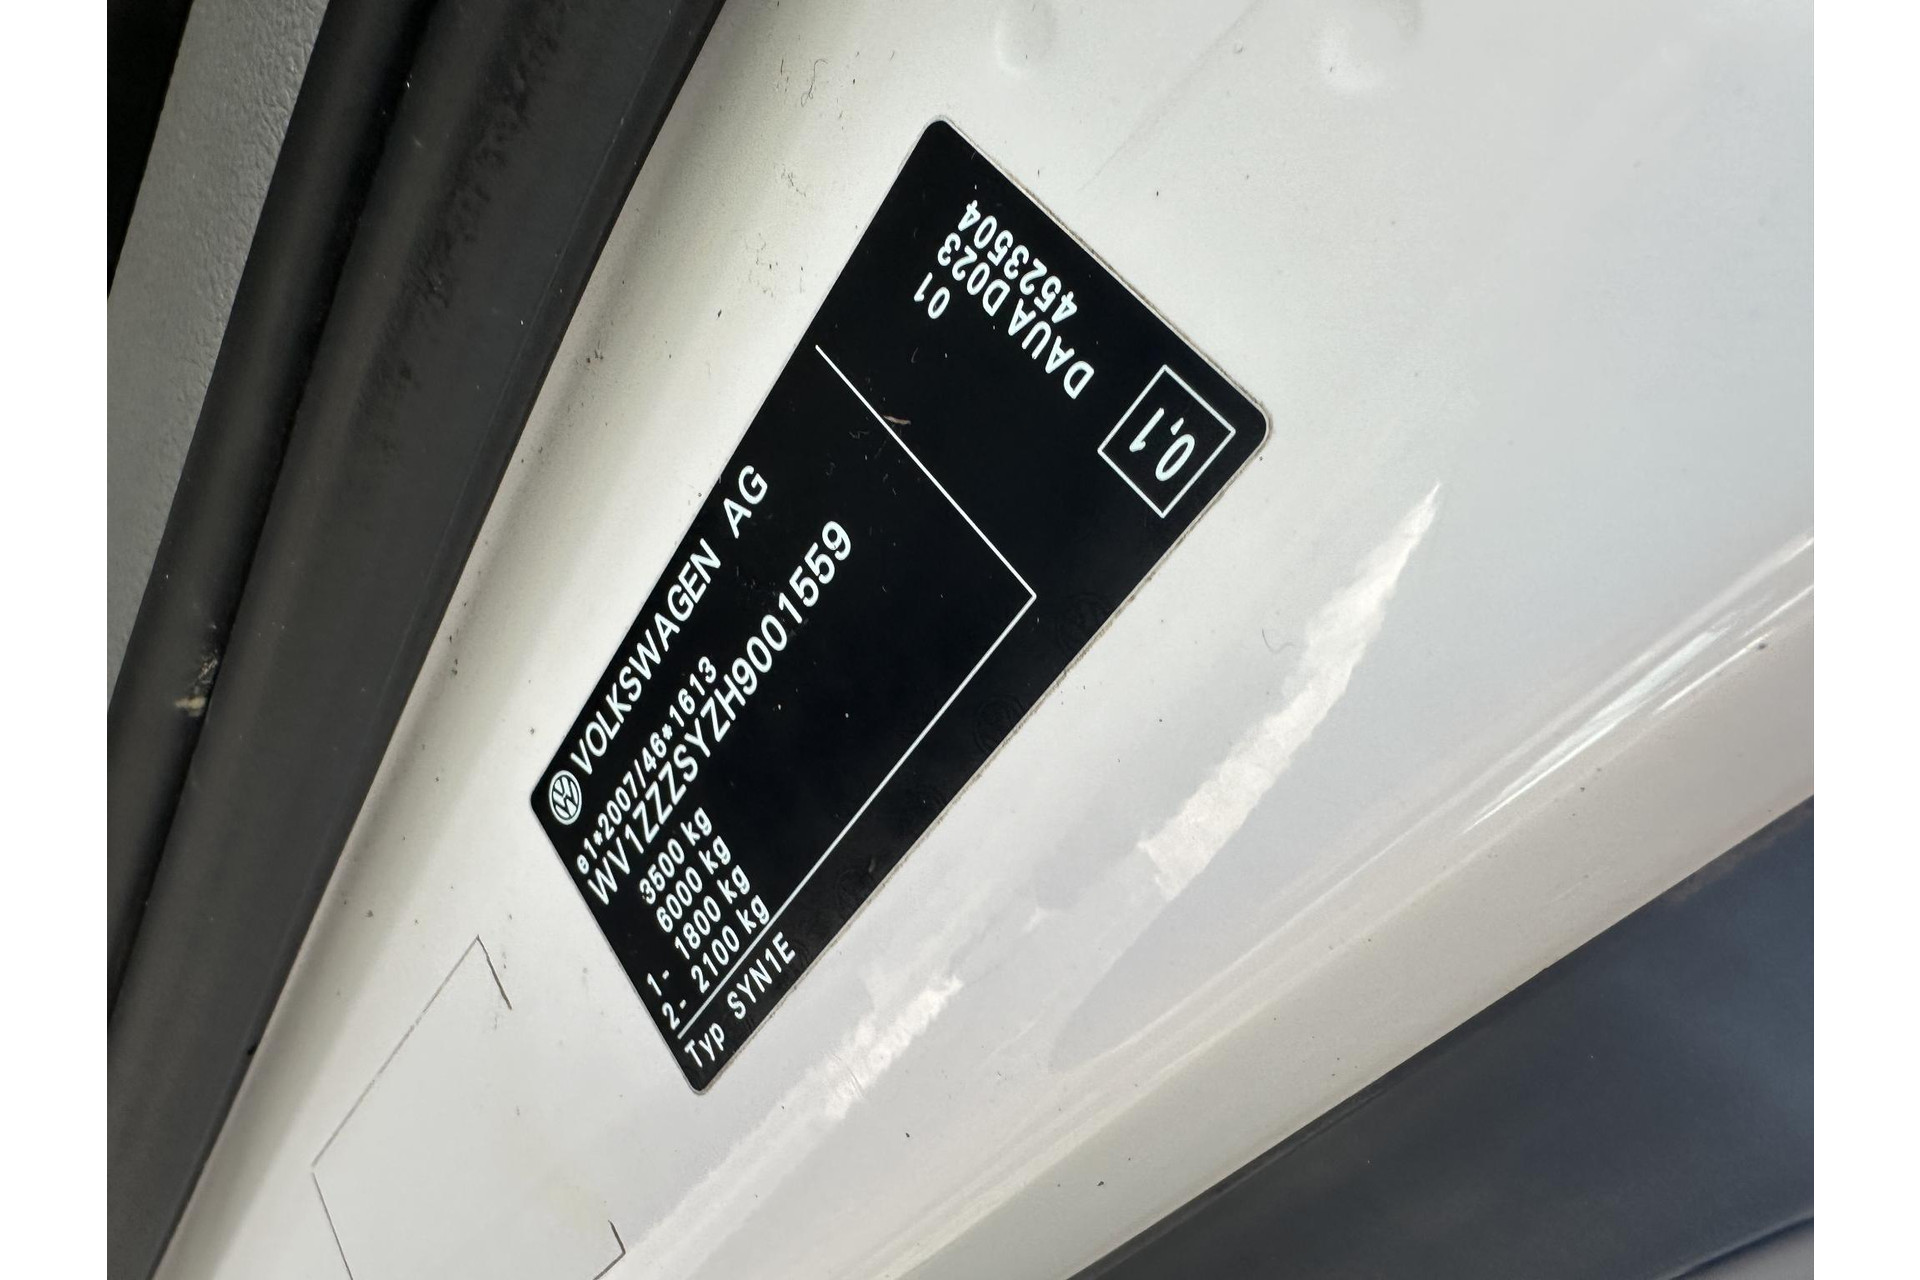 VOLKSWAGEN AG
e1*2007/46*1613
WV1ZZZSYZH9001559
3500 kg
6000 kg
1- 1800 kg
2- 2100 kg
Typ SYN1E
4523504
DAUA D023
01
0,1